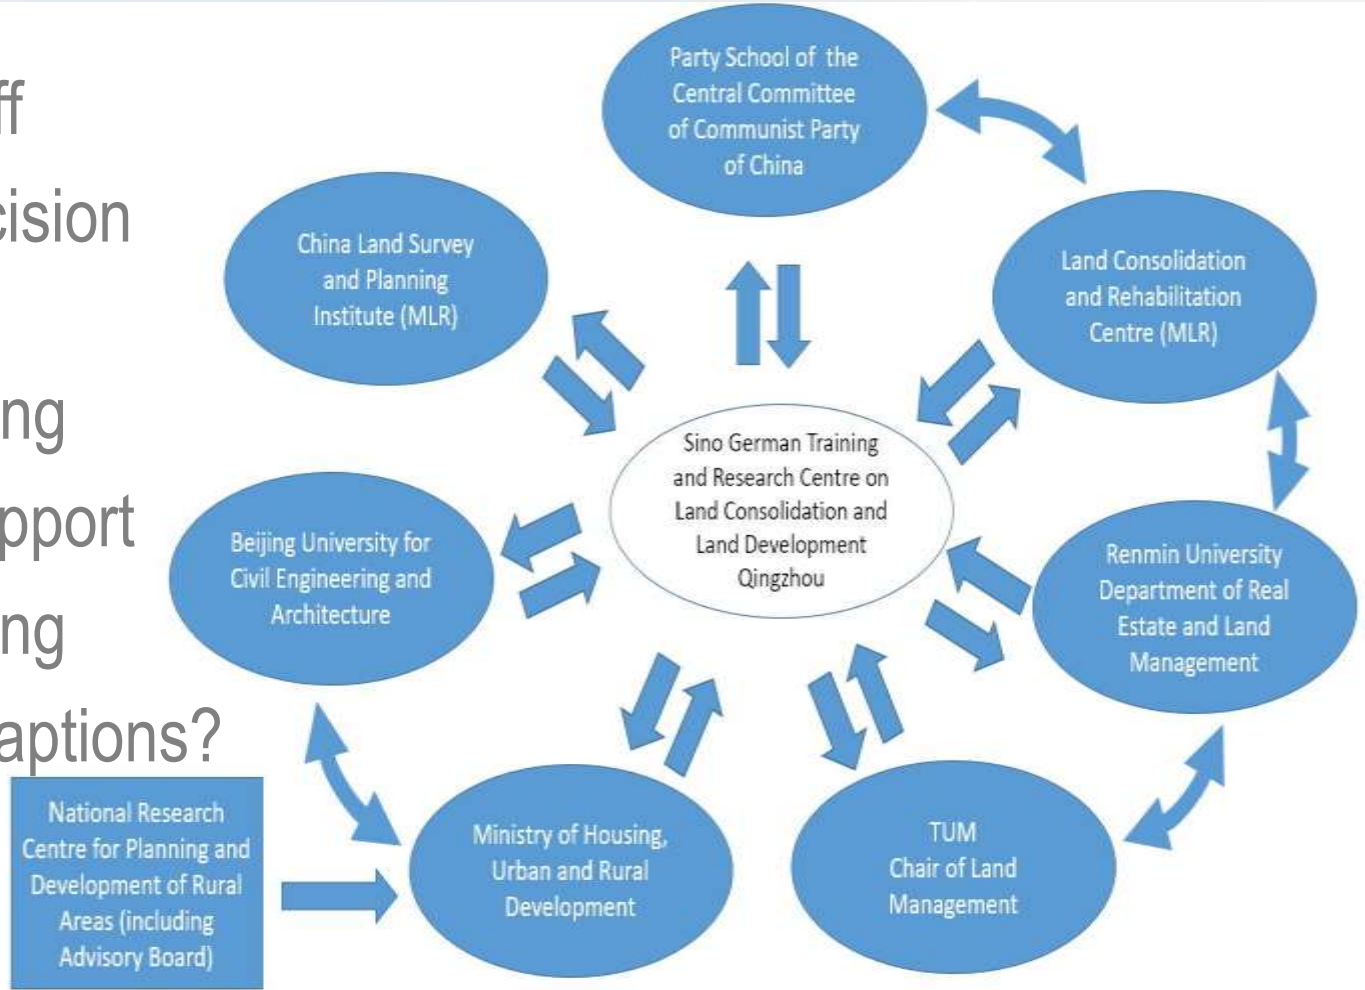 ff
cision
ng
pport
ng
aptions?
Party School of the
Central Committee
of Communist Party
of China
China Land Survey
and Planning
Institute (MLR)
Land Consolidation
and Rehabilitation
Centre (MLR)
Sino German Training
and Research Centre on
Land Consolidation and
Land Development
Qingzhou
Beijing University for
Civil Engineering and
Architecture
Renmin University
Department of Real
Estate and Land
Management
National Research
Centre for Planning and
Development of Rural
Areas (including
Advisory Board)
Ministry of Housing,
Urban and Rural
Development
TUM
Chair of Land
Management